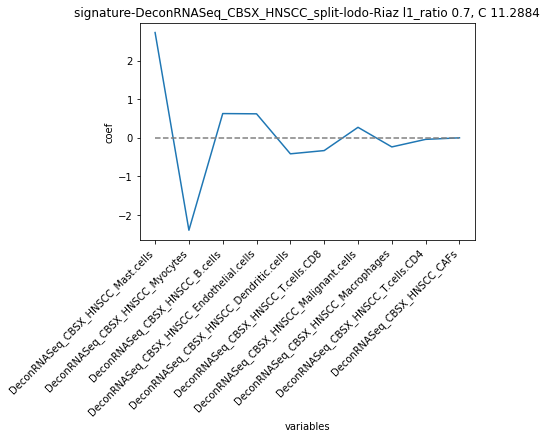 signature-DeconRNASeq_CBSX_HNSCC_split-lodo-Riaz l1_ratio 0.7, C 11.2884
2
1
0
−1
−2
coef
DeconRNASeq_CBSX_HNSCC_Mast.cells
DeconRNASeq_CBSX_HNSCC_Myocytes
DeconRNASeq_CBSX_HNSCC_B.cells
DeconRNASeq_CBSX_HNSCC_Endothelial.cells
DeconRNASeq_CBSX_HNSCC_Dendritic.cells
DeconRNASeq_CBSX_HNSCC_T.cells.CD8
DeconRNASeq_CBSX_HNSCC_Malignant.cells
DeconRNASeq_CBSX_HNSCC_Macrophages
DeconRNASeq_CBSX_HNSCC_T.cells.CD4
DeconRNASeq_CBSX_HNSCC_CAFs
variables